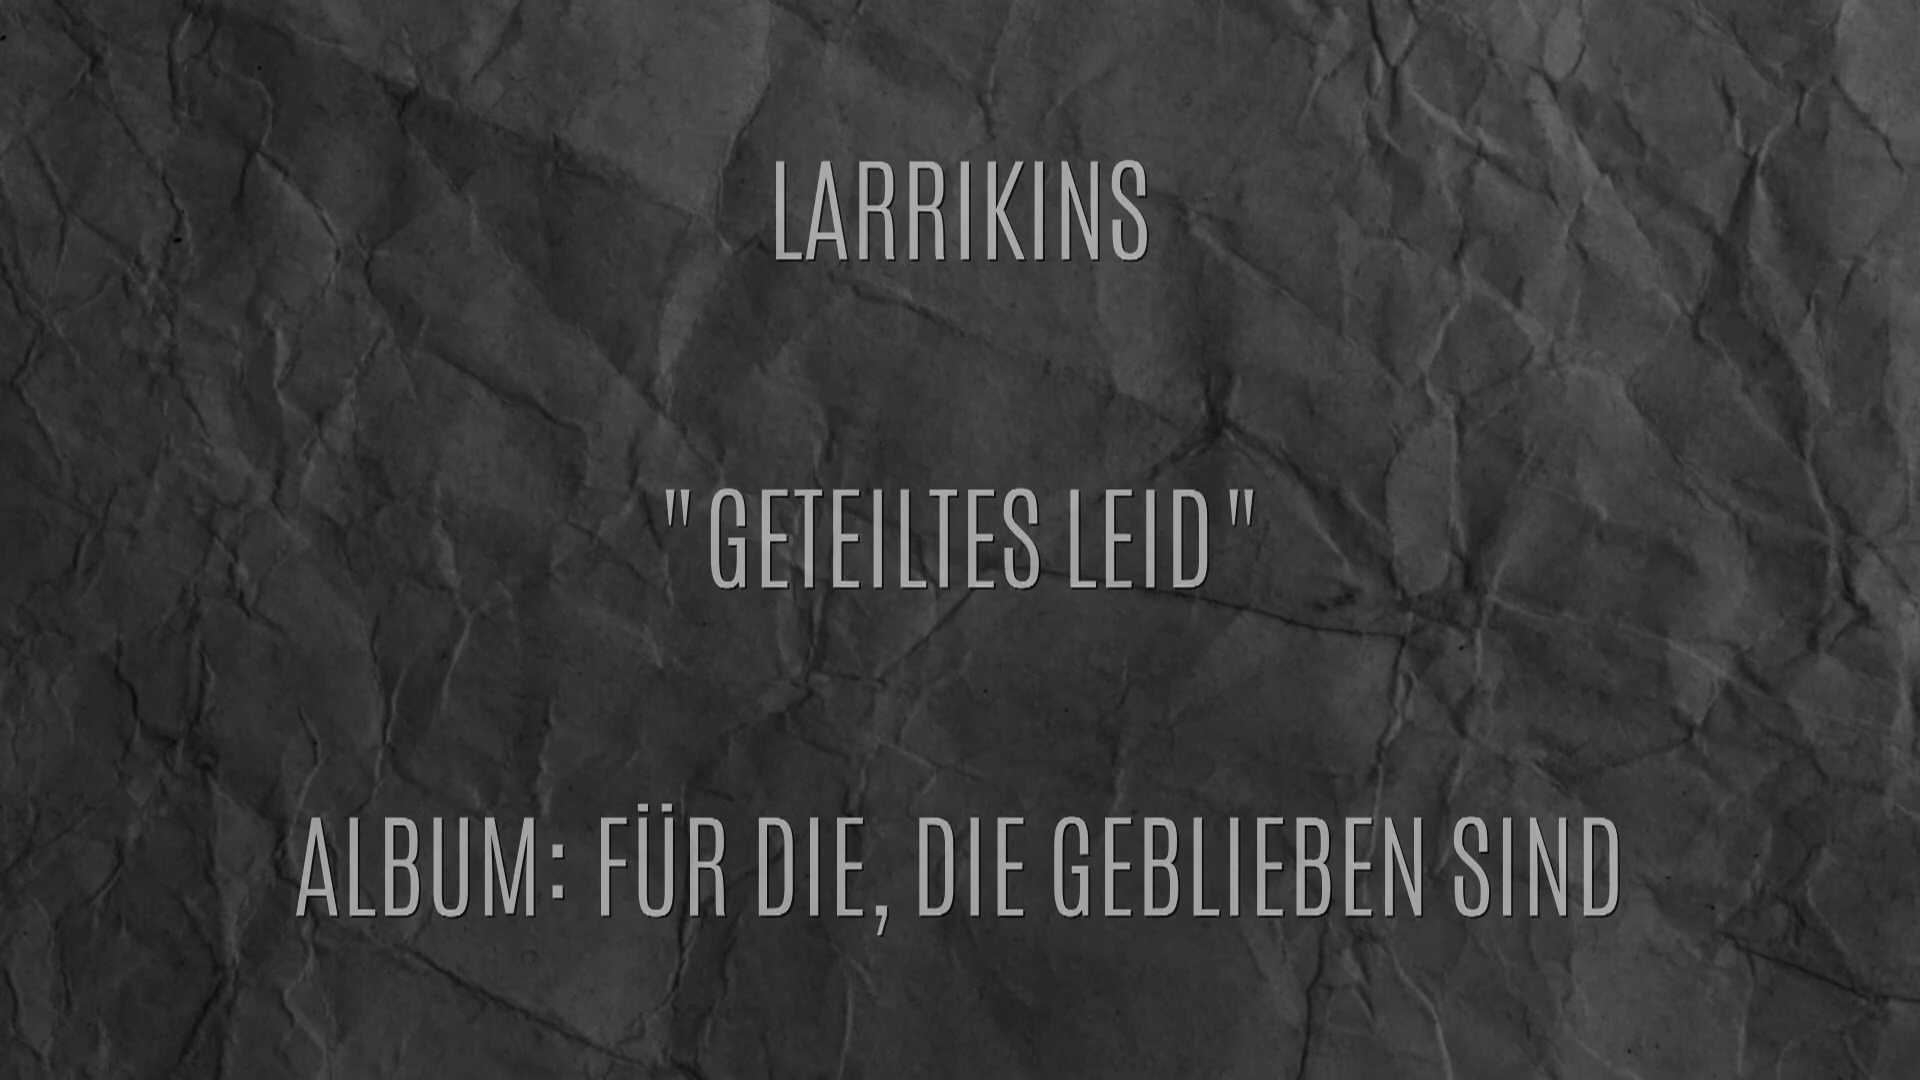 LARRIKINS
"GETEILTES LEID"
ALBUM: FÜR DIE, DIE GEBLIEBEN SIND